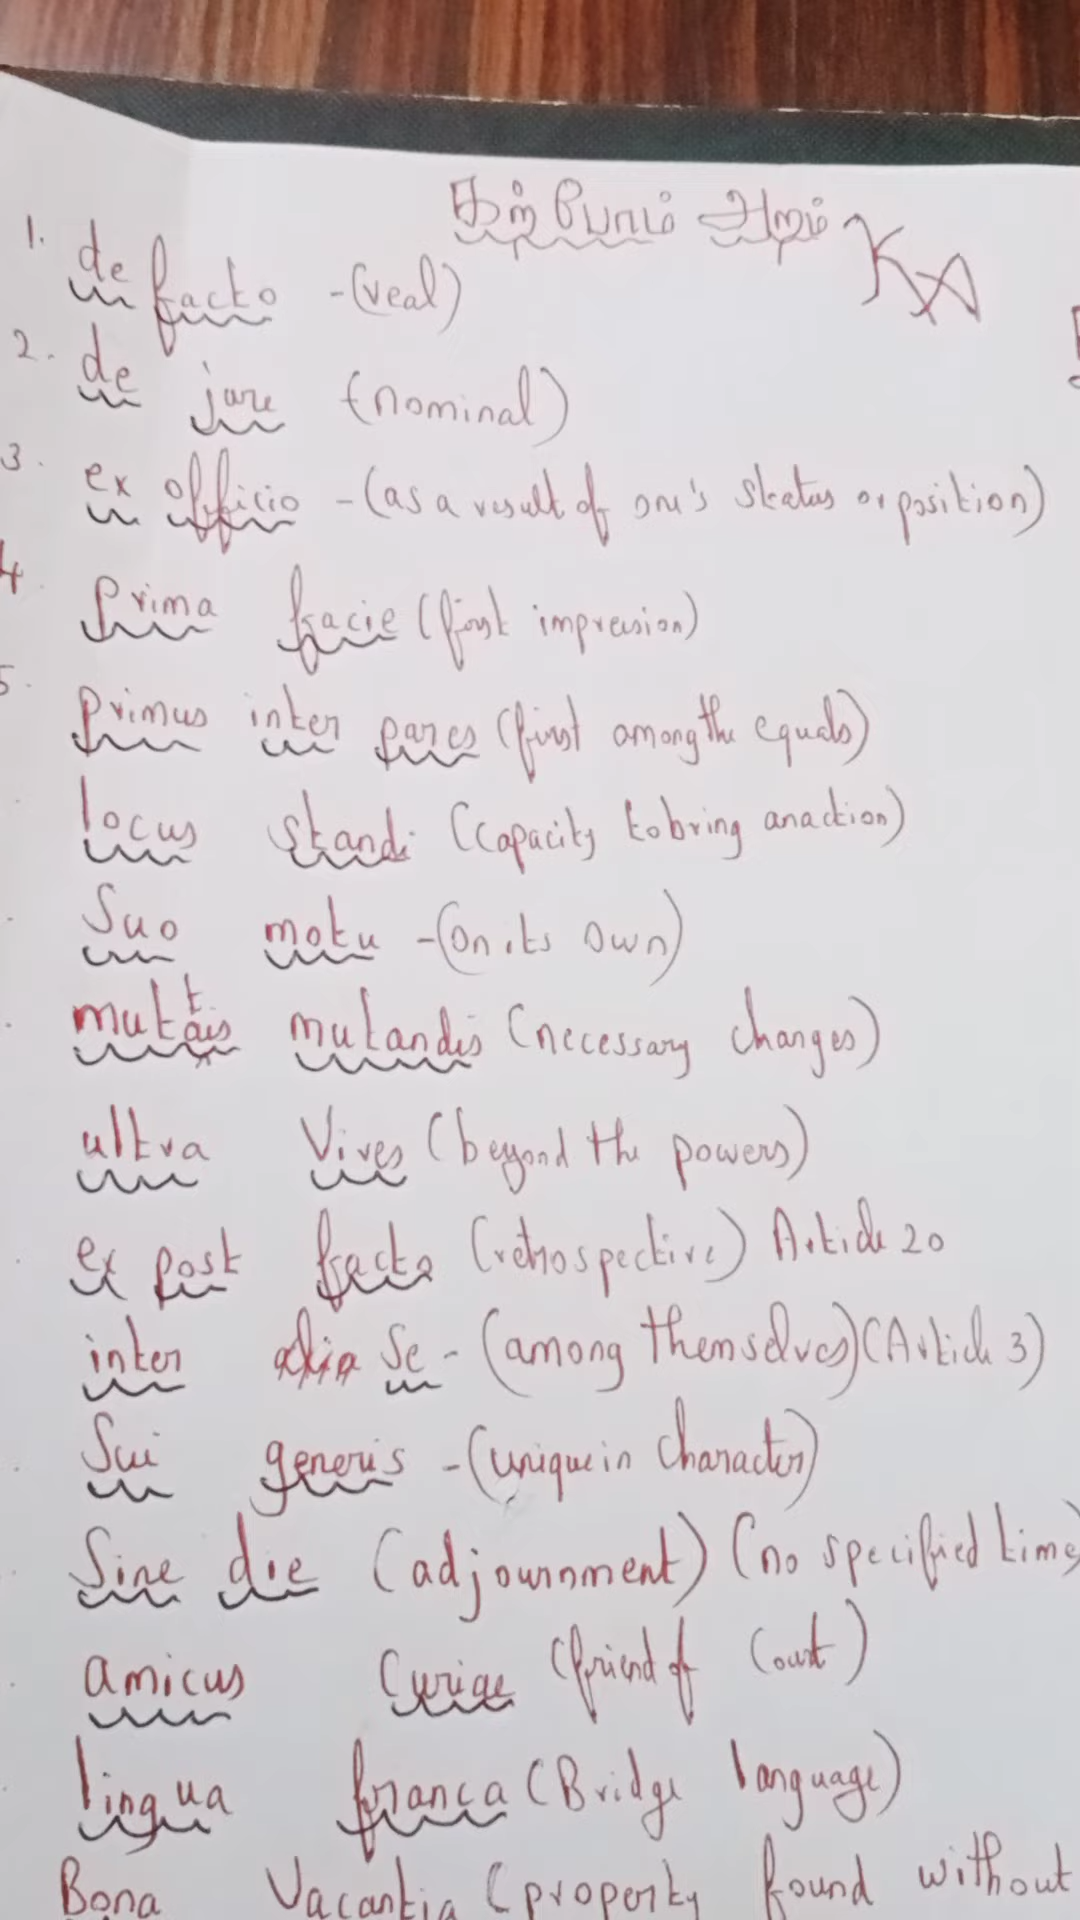 கற்போம் அறம் KA
1. de facto - (real)
2. de jure (nominal)
3. ex officio - (as a result of one's status or position)
4. Prima facie (first impression)
5. Primus inter pares (first among the equals)
locus standi (capacity to bring an action)
Suo motu - (on its own)
mutatis mutandis (necessary changes)
ultra Vires (beyond the powers)
ex post facto (retrospective) Article 20
inter se - (among themselves) (Article 3)
Sui generis - (unique in character)
Sine die (adjournment) (no specified time)
amicus Curiae (friend of Court)
lingua franca (Bridge language)
Bona Vacantia (property found without